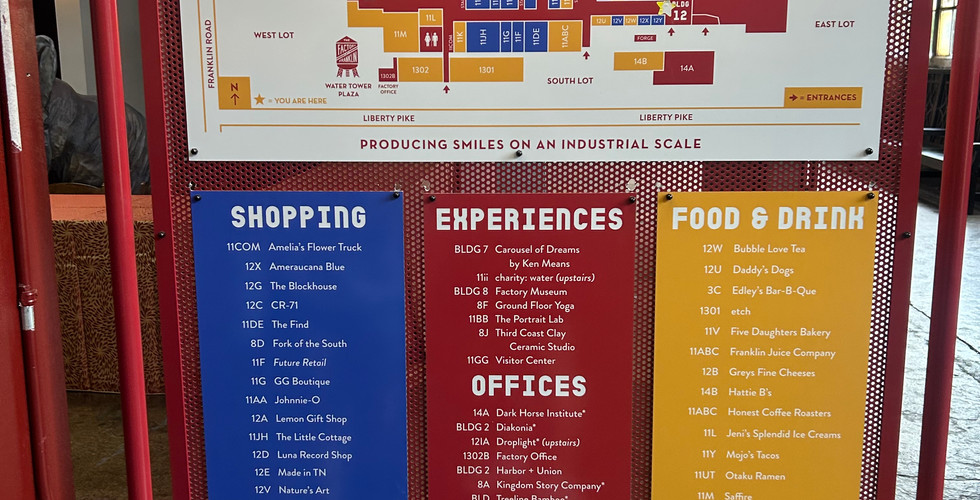 BLDG
12
WEST LOT
EAST LOT
FRANKLIN ROAD
11L
11M
11K
11JH
11G
11F
11DE
11ABC
12U 12V 12W 12X 12Y
FORGE
THE
FACTORY
FRANKLIN
WATER TOWER
PLAZA
1302B
FACTORY
OFFICE
1302
1301
SOUTH LOT
14B
14A
N
= YOU ARE HERE
= ENTRANCES
LIBERTY PIKE
LIBERTY PIKE
PRODUCING SMILES ON AN INDUSTRIAL SCALE
SHOPPING
11COM Amelia's Flower Truck
12X Ameraucana Blue
12G The Blockhouse
12C CR-71
11DE The Find
8D Fork of the South
11F Future Retail
11G GG Boutique
11AA Johnnie-O
12A Lemon Gift Shop
11JH The Little Cottage
12D Luna Record Shop
12E Made in TN
12V Nature's Art
EXPERIENCES
BLDG 7 Carousel of Dreams
by Ken Means
11ii charity: water (upstairs)
BLDG 8 Factory Museum
8F Ground Floor Yoga
11BB The Portrait Lab
8J Third Coast Clay
Ceramic Studio
11GG Visitor Center
OFFICES
14A Dark Horse Institute*
BLDG 2 Diakonia*
12IA Droplight* (upstairs)
1302B Factory Office
BLDG 2 Harbor + Union
8A Kingdom Story Company*
BLD Treeline Bamboo*
FOOD & DRINK
12W Bubble Love Tea
12U Daddy's Dogs
3C Edley's Bar-B-Que
1301 etch
11V Five Daughters Bakery
11ABC Franklin Juice Company
12B Greys Fine Cheeses
14B Hattie B's
11ABC Honest Coffee Roasters
11L Jeni's Splendid Ice Creams
11Y Mojo's Tacos
11UT Otaku Ramen
11M Saffire